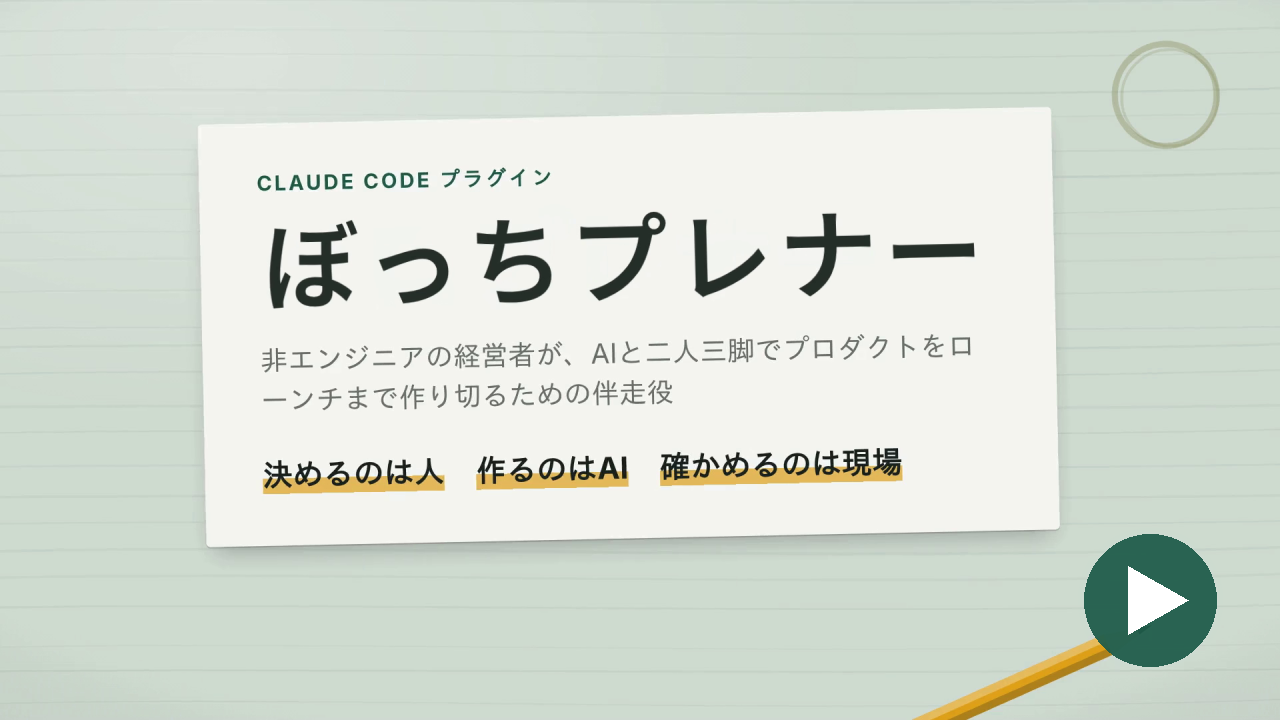 CLAUDE CODE プラグイン
ぼっちプレナー
非エンジニアの経営者が、AIと二人三脚でプロダクトをロ
ーンチまで作り切るための伴走役
決めるのは人 作るのはAI 確かめるのは現場